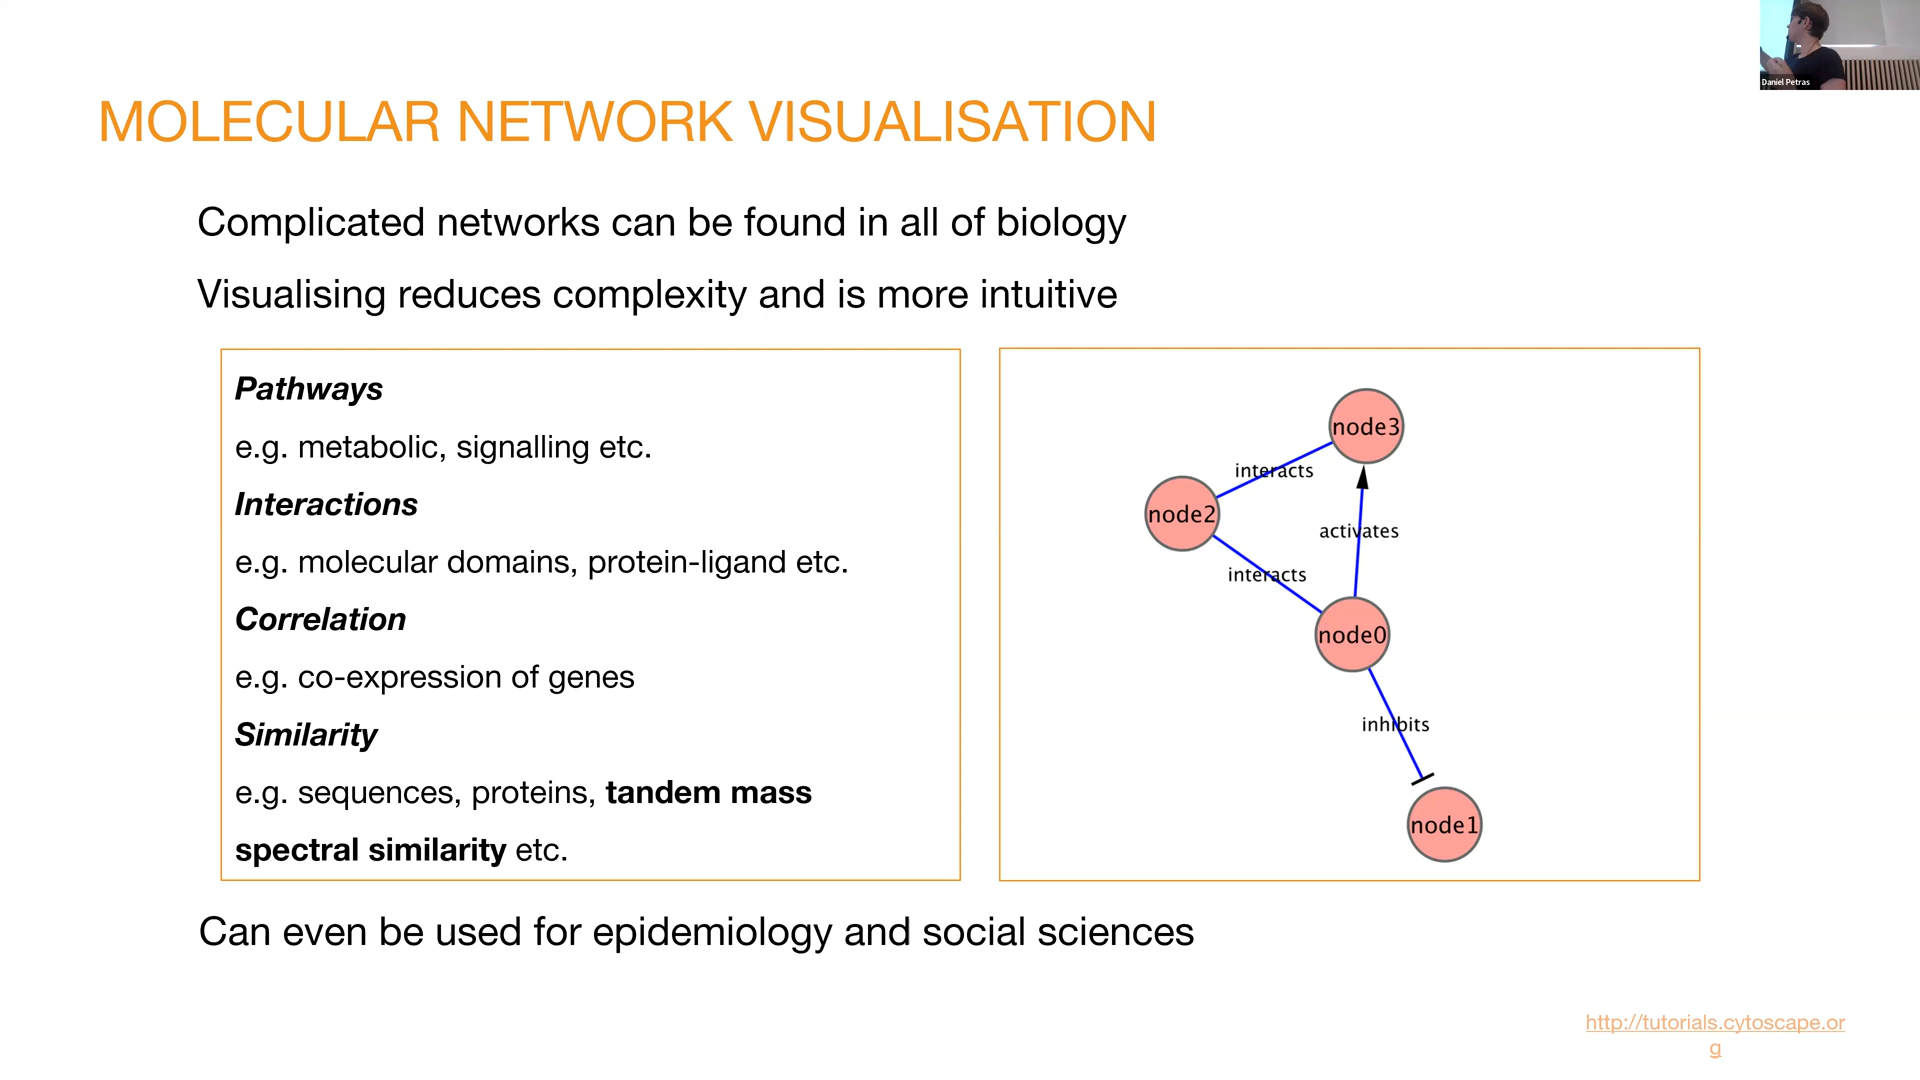 Daniel Petras
MOLECULAR NETWORK VISUALISATION
Complicated networks can be found in all of biology
Visualising reduces complexity and is more intuitive
Pathways
e.g. metabolic, signalling etc.
Interactions
e.g. molecular domains, protein-ligand etc.
Correlation
e.g. co-expression of genes
Similarity
e.g. sequences, proteins, tandem mass
spectral similarity etc.
node3
interacts
node2
activates
interacts
node0
inhibits
node1
Can even be used for epidemiology and social sciences
http://tutorials.cytoscape.or
g